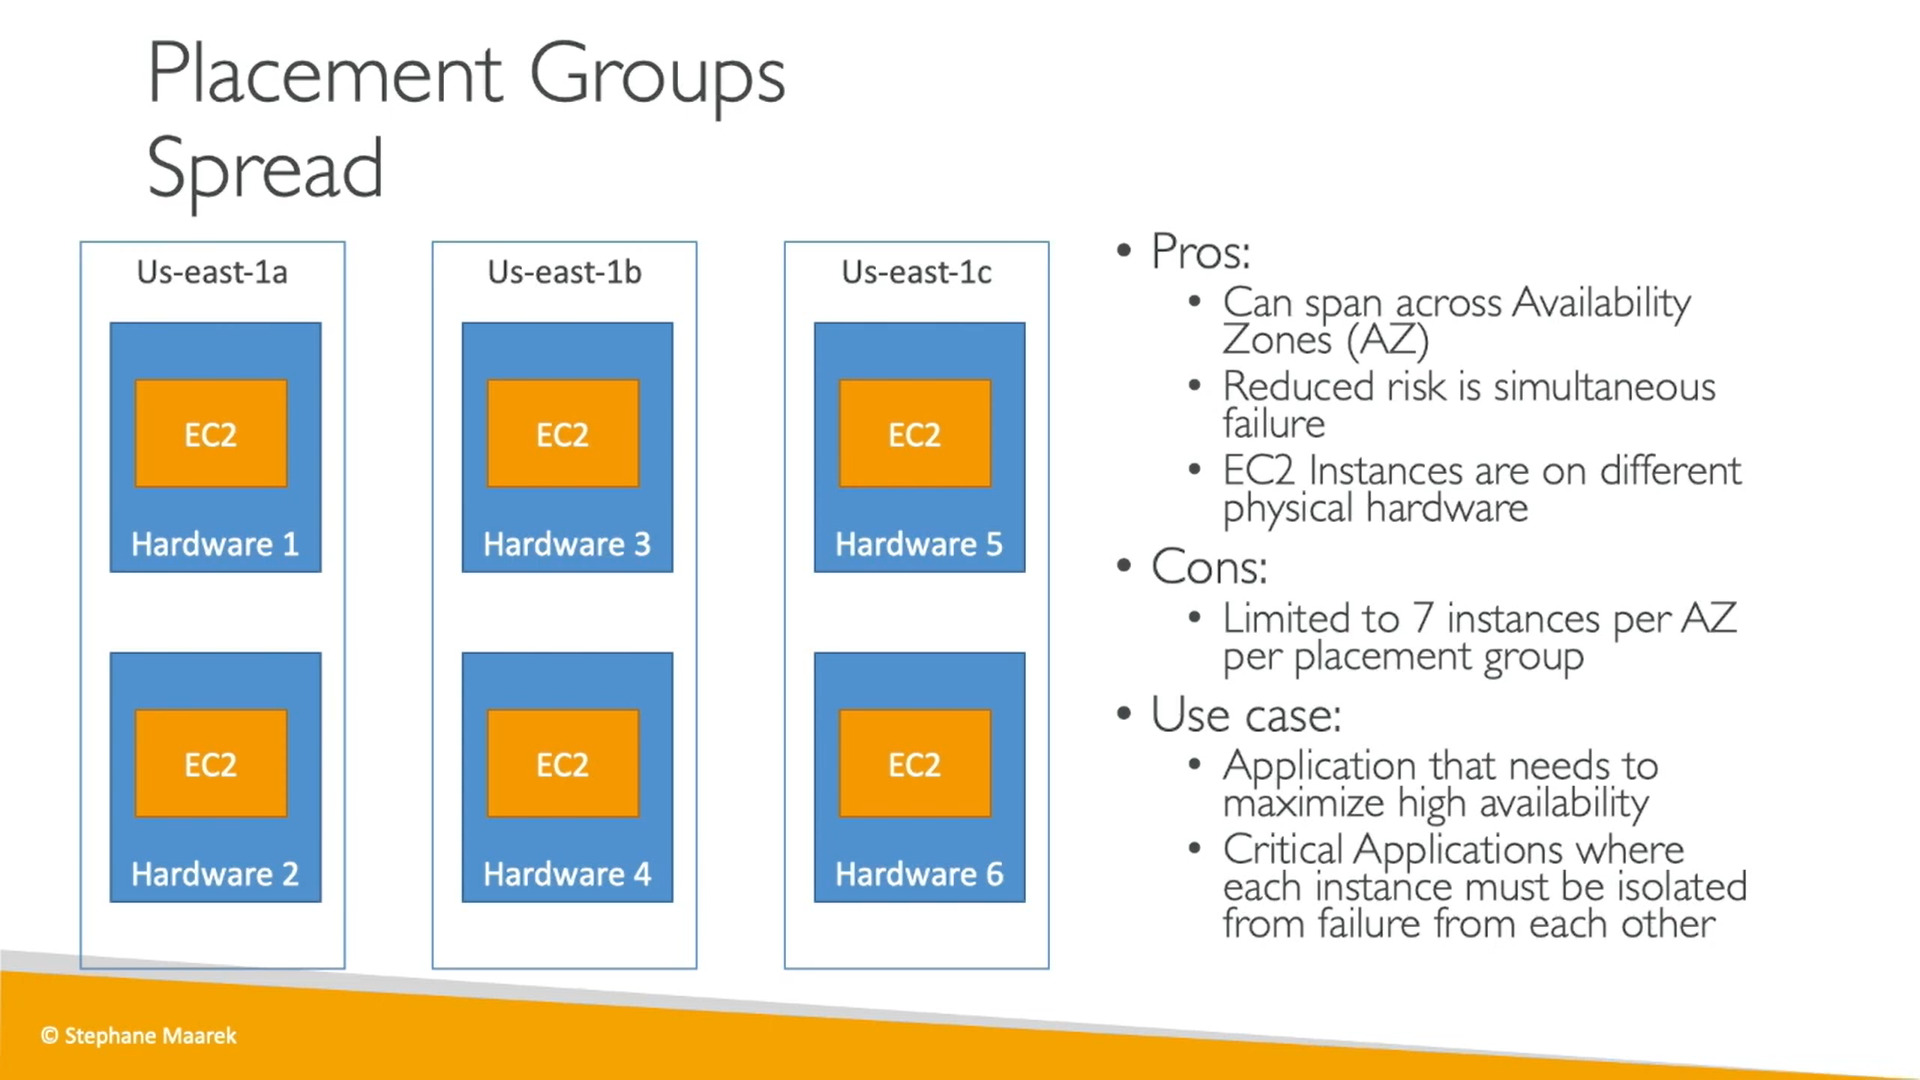 Placement Groups
Spread
Us-east-1a
EC2
Hardware 1
EC2
Hardware 2
Us-east-1b
EC2
Hardware 3
EC2
Hardware 4
Us-east-1c
EC2
Hardware 5
EC2
Hardware 6
• Pros:
• Can span across Availability
Zones (AZ)
• Reduced risk is simultaneous
failure
• EC2 Instances are on different
physical hardware
• Cons:
• Limited to 7 instances per AZ
per placement group
• Use case:
• Application that needs to
maximize high availability
• Critical Applications where
each instance must be isolated
from failure from each other
© Stephane Maarek